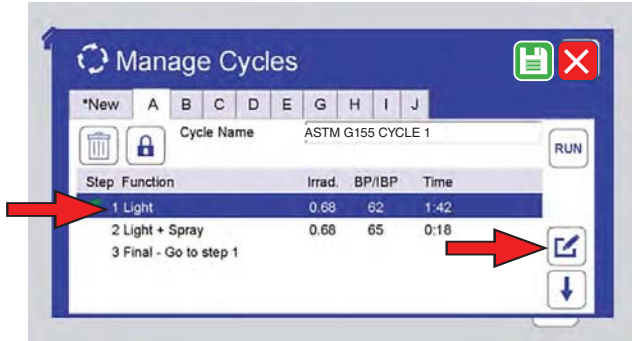 Manage Cycles
*New A B C D E G H I J
Cycle Name ASTM G155 CYCLE 1
RUN
Step Function Irrad. BP/IBP Time
1 Light 0.68 62 1:42
2 Light + Spray 0.68 65 0:18
3 Final - Go to step 1